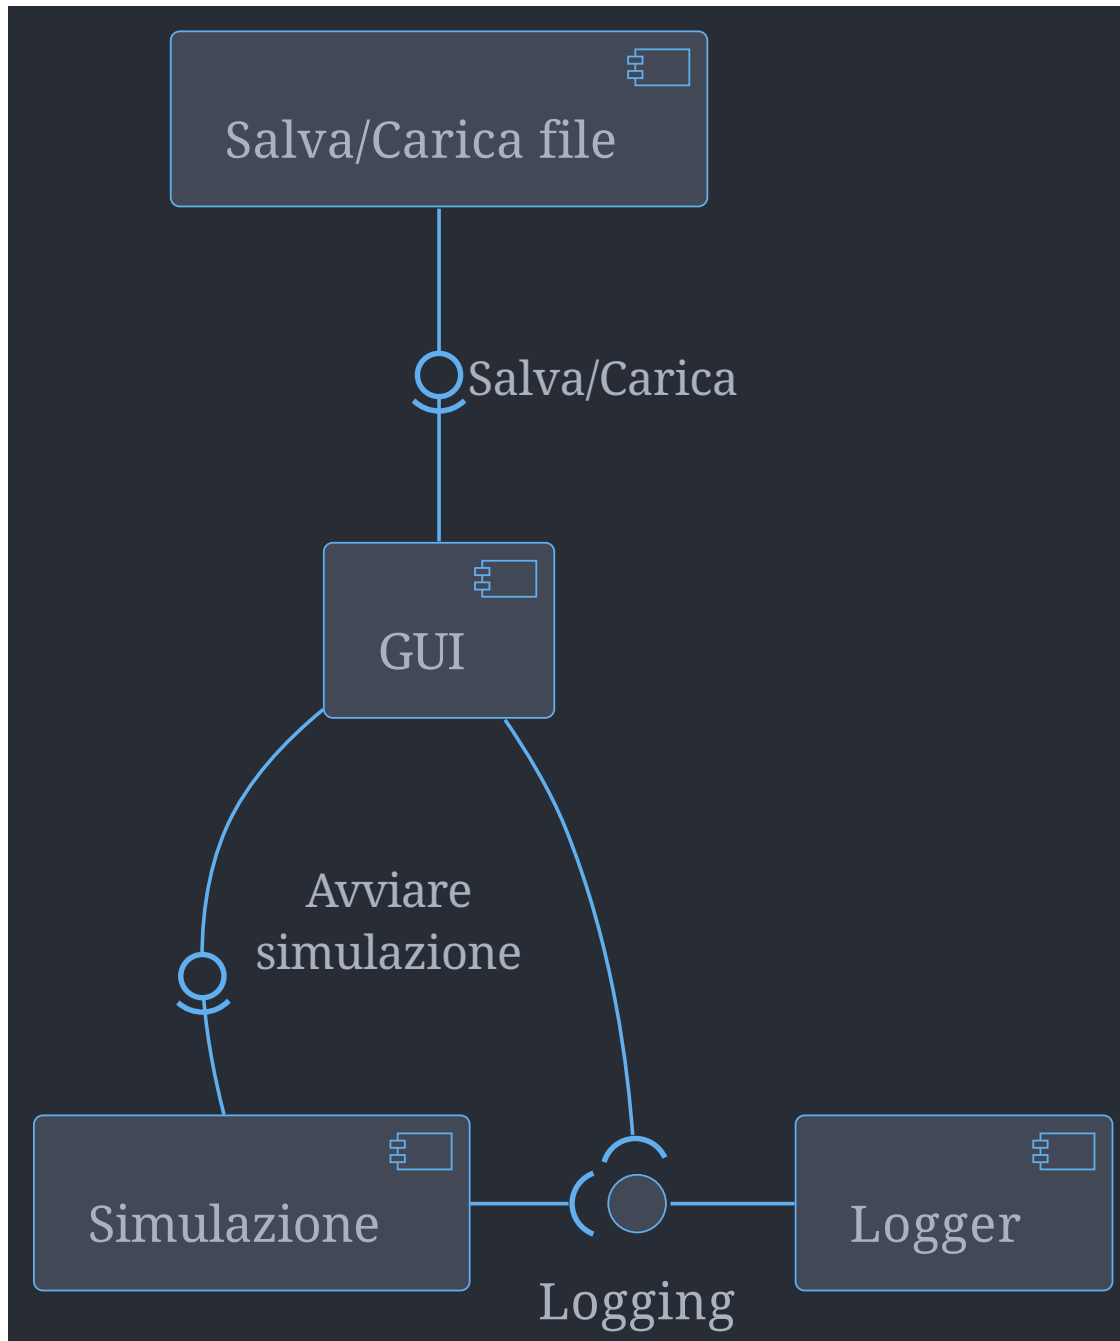 Salva/Carica file
Salva/Carica
GUI
Avviare
simulazione
Simulazione
Logger
Logging